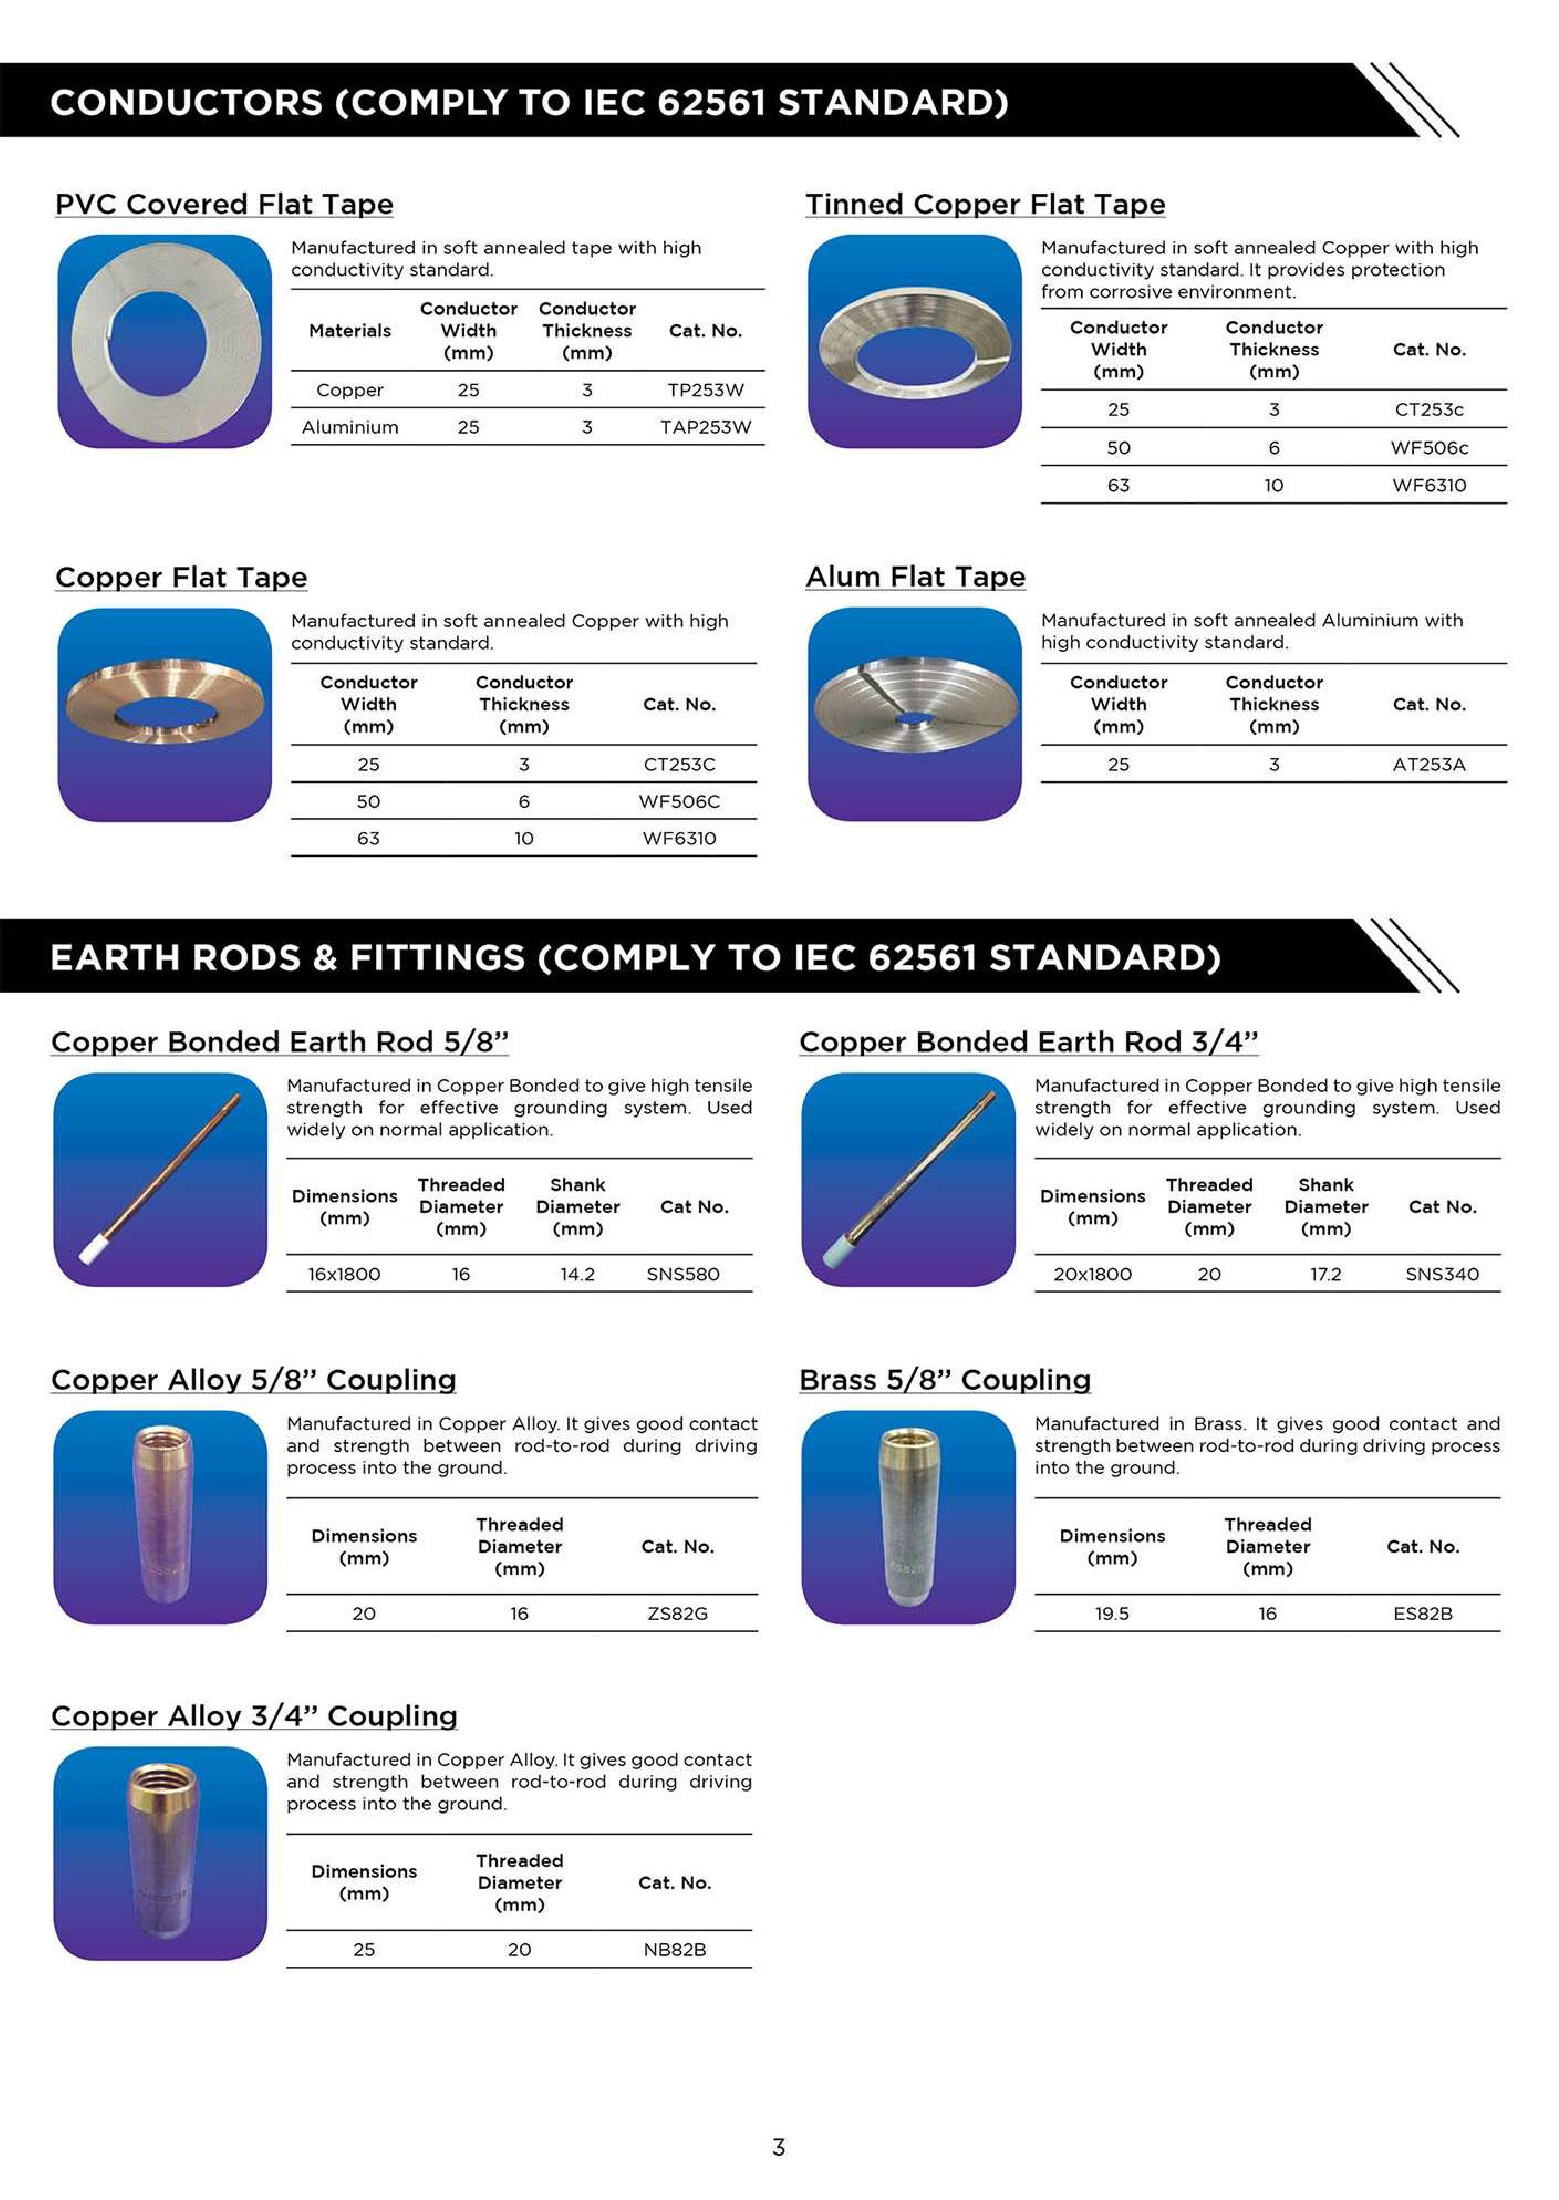 CONDUCTORS (COMPLY TO IEC 62561 STANDARD)
PVC Covered Flat Tape
Manufactured in soft annealed tape with high
conductivity standard.
Materials Conductor Width (mm) Conductor Thickness (mm) Cat. No.
Copper 25 3 TP253W
Aluminium 25 3 TAP253W
Tinned Copper Flat Tape
Manufactured in soft annealed Copper with high
conductivity standard. It provides protection
from corrosive environment.
Conductor Width (mm) Conductor Thickness (mm) Cat. No.
25 3 CT253c
50 6 WF506c
63 10 WF6310
Copper Flat Tape
Manufactured in soft annealed Copper with high
conductivity standard.
Conductor Width (mm) Conductor Thickness (mm) Cat. No.
25 3 CT253C
50 6 WF506C
63 10 WF6310
Alum Flat Tape
Manufactured in soft annealed Aluminium with
high conductivity standard.
Conductor Width (mm) Conductor Thickness (mm) Cat. No.
25 3 AT253A
EARTH RODS & FITTINGS (COMPLY TO IEC 62561 STANDARD)
Copper Bonded Earth Rod 5/8”
Manufactured in Copper Bonded to give high tensile
strength for effective grounding system. Used
widely on normal application.
Dimensions (mm) Threaded Diameter (mm) Shank Diameter (mm) Cat No.
16x1800 16 14.2 SNS580
Copper Bonded Earth Rod 3/4”
Manufactured in Copper Bonded to give high tensile
strength for effective grounding system. Used
widely on normal application.
Dimensions (mm) Threaded Diameter (mm) Shank Diameter (mm) Cat No.
20x1800 20 17.2 SNS340
Copper Alloy 5/8” Coupling
Manufactured in Copper Alloy. It gives good contact
and strength between rod-to-rod during driving
process into the ground.
Dimensions (mm) Threaded Diameter (mm) Cat. No.
20 16 ZS82G
Brass 5/8” Coupling
Manufactured in Brass. It gives good contact and
strength between rod-to-rod during driving process
into the ground.
Dimensions (mm) Threaded Diameter (mm) Cat. No.
19.5 16 ES82B
Copper Alloy 3/4” Coupling
Manufactured in Copper Alloy. It gives good contact
and strength between rod-to-rod during driving
process into the ground.
Dimensions (mm) Threaded Diameter (mm) Cat. No.
25 20 NB82B
3